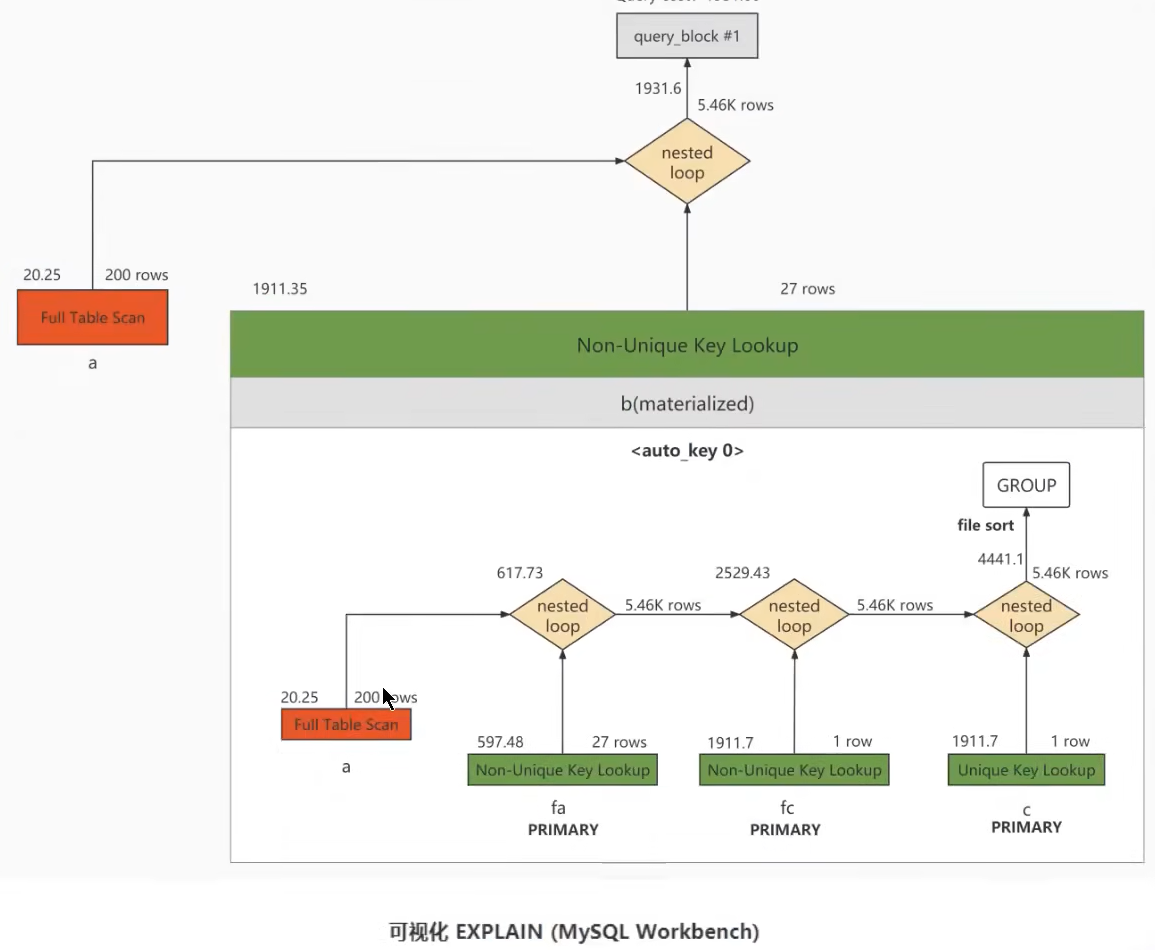 query_block #1
1931.6
5.46K rows
nested
loop
20.25
200 rows
Full Table Scan
a
1911.35
27 rows
Non-Unique Key Lookup
b(materialized)
<auto_key 0>
GROUP
file sort
4441.1
5.46K rows
617.73
nested
loop
5.46K rows
2529.43
nested
loop
5.46K rows
nested
loop
20.25
200 rows
Full Table Scan
a
597.48
27 rows
Non-Unique Key Lookup
fa
PRIMARY
1911.7
1 row
Non-Unique Key Lookup
fc
PRIMARY
1911.7
1 row
Unique Key Lookup
c
PRIMARY
可视化 EXPLAIN (MySQL Workbench)